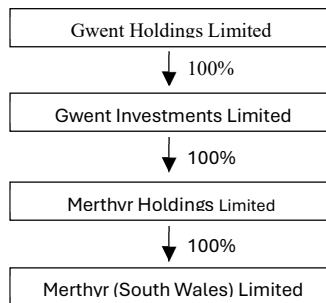 Gwent Holdings Limited
100%
Gwent Investments Limited
100%
Merthyr Holdings Limited
100%
Merthyr (South Wales) Limited